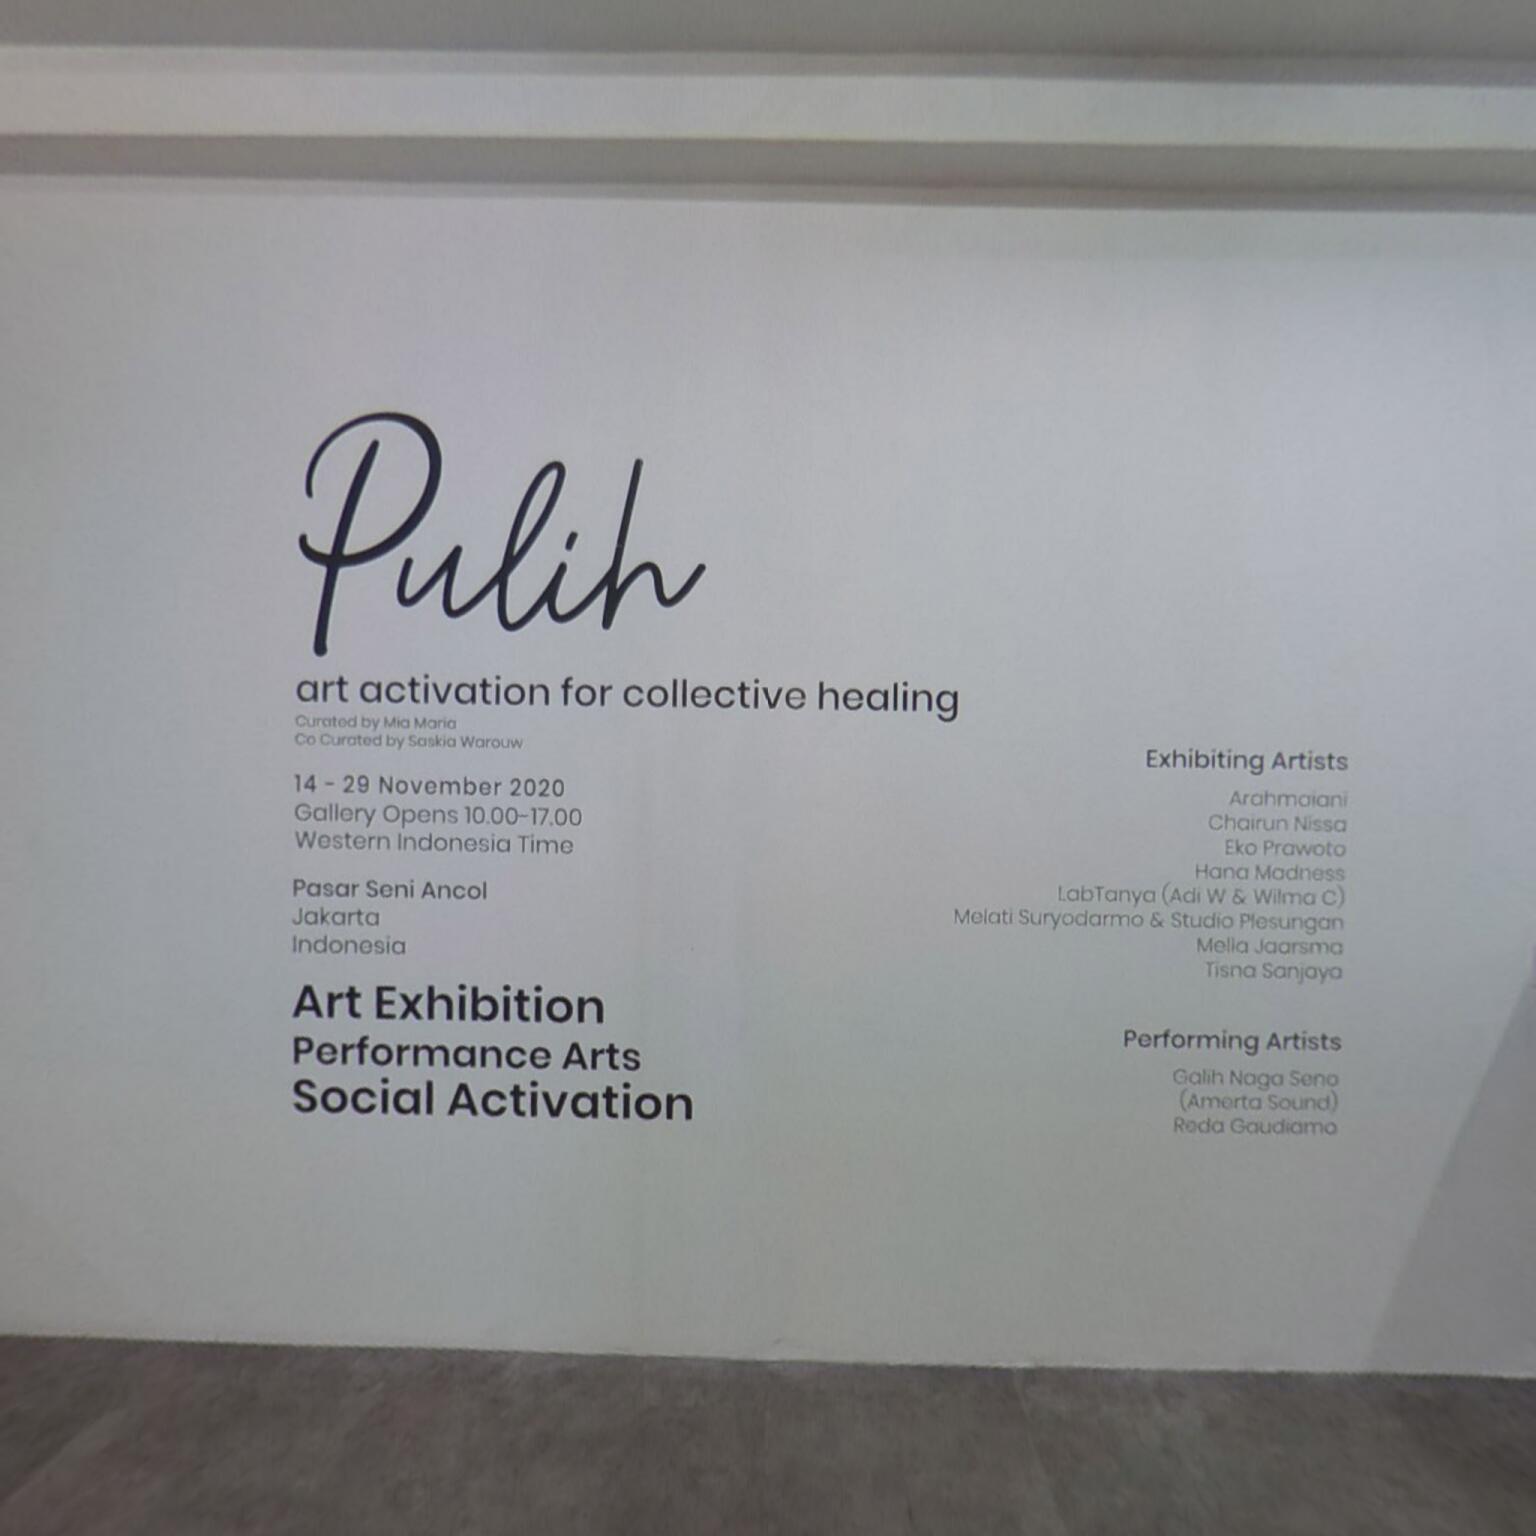 Pulih
art activation for collective healing
Curated by Mia Maria
Co Curated by Saskia Warouw
14 - 29 November 2020
Gallery Opens 10.00-17.00
Western Indonesia Time
Pasar Seni Ancol
Jakarta
Indonesia
Art Exhibition
Performance Arts
Social Activation
Exhibiting Artists
Arahmaiani
Chairun Nissa
Eko Prawoto
Hana Madness
LabTanya (Adi W & Wilma C)
Melati Suryodarmo & Studio Plesungan
Mella Jaarsma
Tisna Sanjaya
Performing Artists
Galih Naga Seno
(Amerta Sound)
Reda Gaudiamo